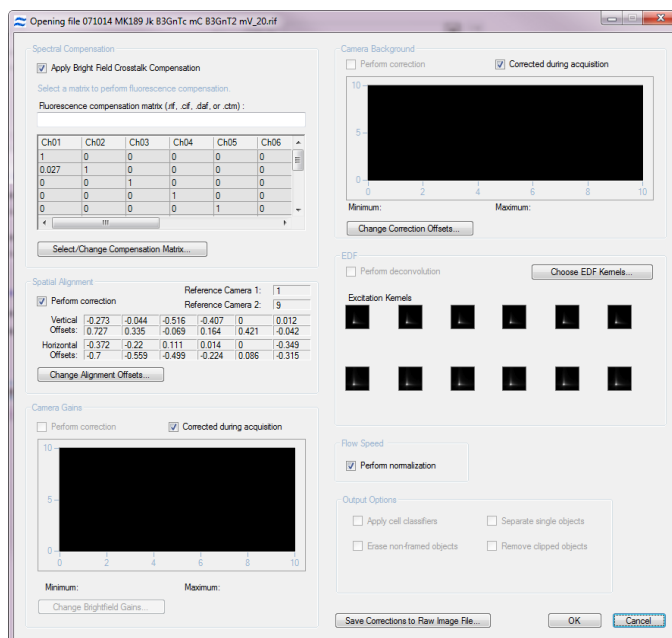 Opening file 071014 MK189 Jk B3GnTc mC B3GnT2 mV_20.rif
Spectral Compensation
Apply Bright Field Crosstalk Compensation
Select a matrix to perform fluorescence compensation.
Fluorescence compensation matrix (.rif, .cif, .daf, or .ctm) :
Ch01 Ch02 Ch03 Ch04 Ch05 Ch06
1 0 0 0 0 0
0.027 1 0 0 0 0
0 0 1 0 0 0
0 0 0 1 0 0
0 0 0 0 1 0
Select/Change Compensation Matrix...
Spatial Alignment
Reference Camera 1: 1
Perform correction
Reference Camera 2: 9
Vertical Offsets:
-0.273 -0.044 -0.516 -0.407 0 0.012
0.727 0.335 -0.069 0.164 0.421 -0.042
Horizontal Offsets:
-0.372 -0.22 0.111 0.014 0 -0.349
-0.7 -0.559 -0.499 -0.224 0.086 -0.315
Change Alignment Offsets...
Camera Gains
Perform correction Corrected during acquisition
10
5
0
0 2 4 6 8 10
Minimum: Maximum:
Change Brightfield Gains...
Camera Background
Perform correction Corrected during acquisition
10
5
0
0 2 4 6 8 10
Minimum: Maximum:
Change Correction Offsets...
EDF
Perform deconvolution Choose EDF Kernels...
Excitation Kernels
Flow Speed
Perform normalization
Output Options
Apply cell classifiers Separate single objects
Erase non-framed objects Remove clipped objects
Save Corrections to Raw Image File... OK Cancel